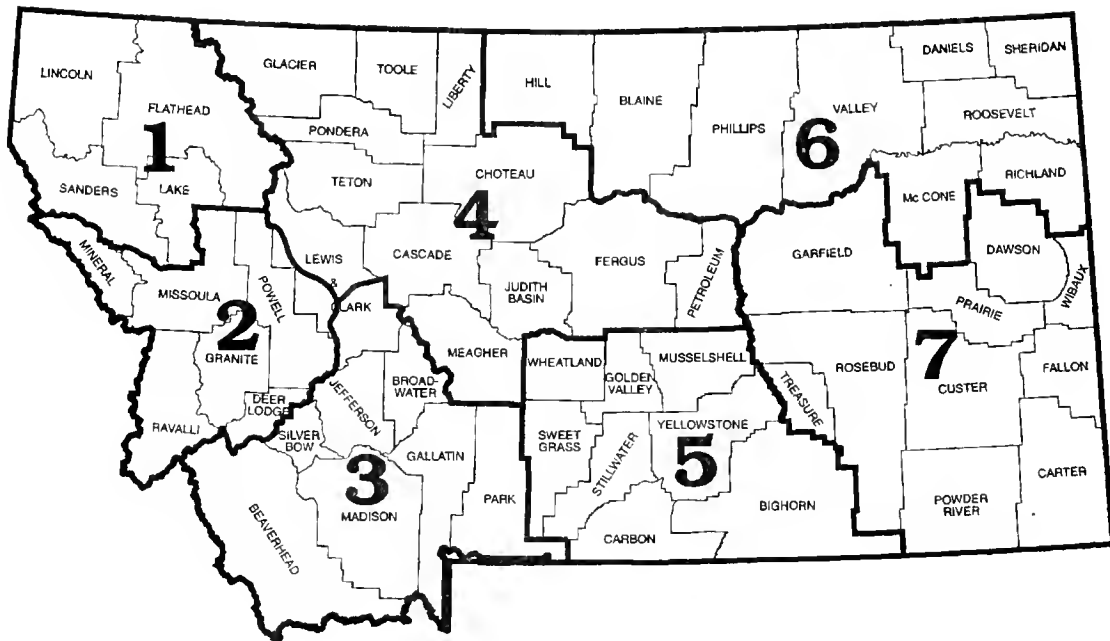 LINCOLN
FLATHEAD
GLACIER
TOOLE
LIBERTY
HILL
BLAINE
PHILLIPS
VALLEY
DANIELS
SHERIDAN
ROOSEVELT
1
6
PONDERA
CHOTEAU
TETON
4
SANDERS
LAKE
Mc CONE
RICHLAND
MINERAL
MISSOULA
POWELL
2
GRANITE
LEWIS
&
CLARK
CASCADE
JUDITH
BASIN
FERGUS
PETROLEUM
GARFIELD
DAWSON
WIBAUX
PRAIRIE
MEAGHER
WHEATLAND
GOLDEN
VALLEY
MUSSELSHELL
ROSEBUD
TREASURE
7
CUSTER
FALLON
RAVALLI
DEER
LODGE
SILVER
BOW
JEFFERSON
BROAD-
WATER
GALLATIN
3
MADISON
PARK
SWEET
GRASS
STILLWATER
YELLOWSTONE
5
CARBON
BIGHORN
POWDER
RIVER
CARTER
BEAVERHEAD